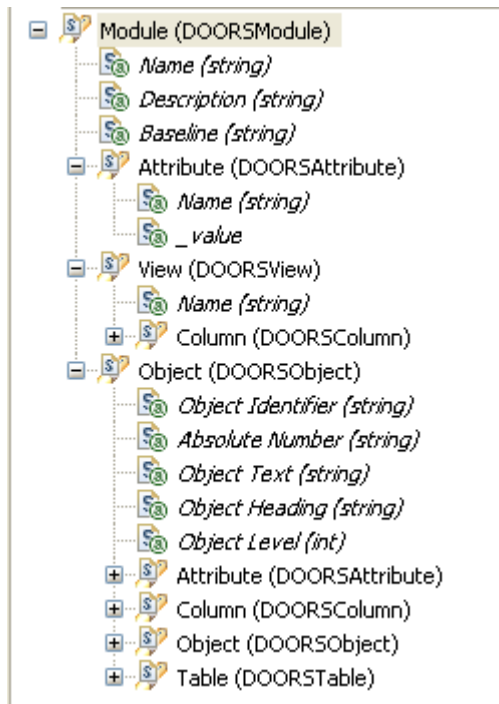 Module (DOORSModule)
Name (string)
Description (string)
Baseline (string)
Attribute (DOORSAttribute)
Name (string)
_value
View (DOORSView)
Name (string)
Column (DOORSColumn)
Object (DOORSObject)
Object Identifier (string)
Absolute Number (string)
Object Text (string)
Object Heading (string)
Object Level (int)
Attribute (DOORSAttribute)
Column (DOORSColumn)
Object (DOORSObject)
Table (DOORSTable)